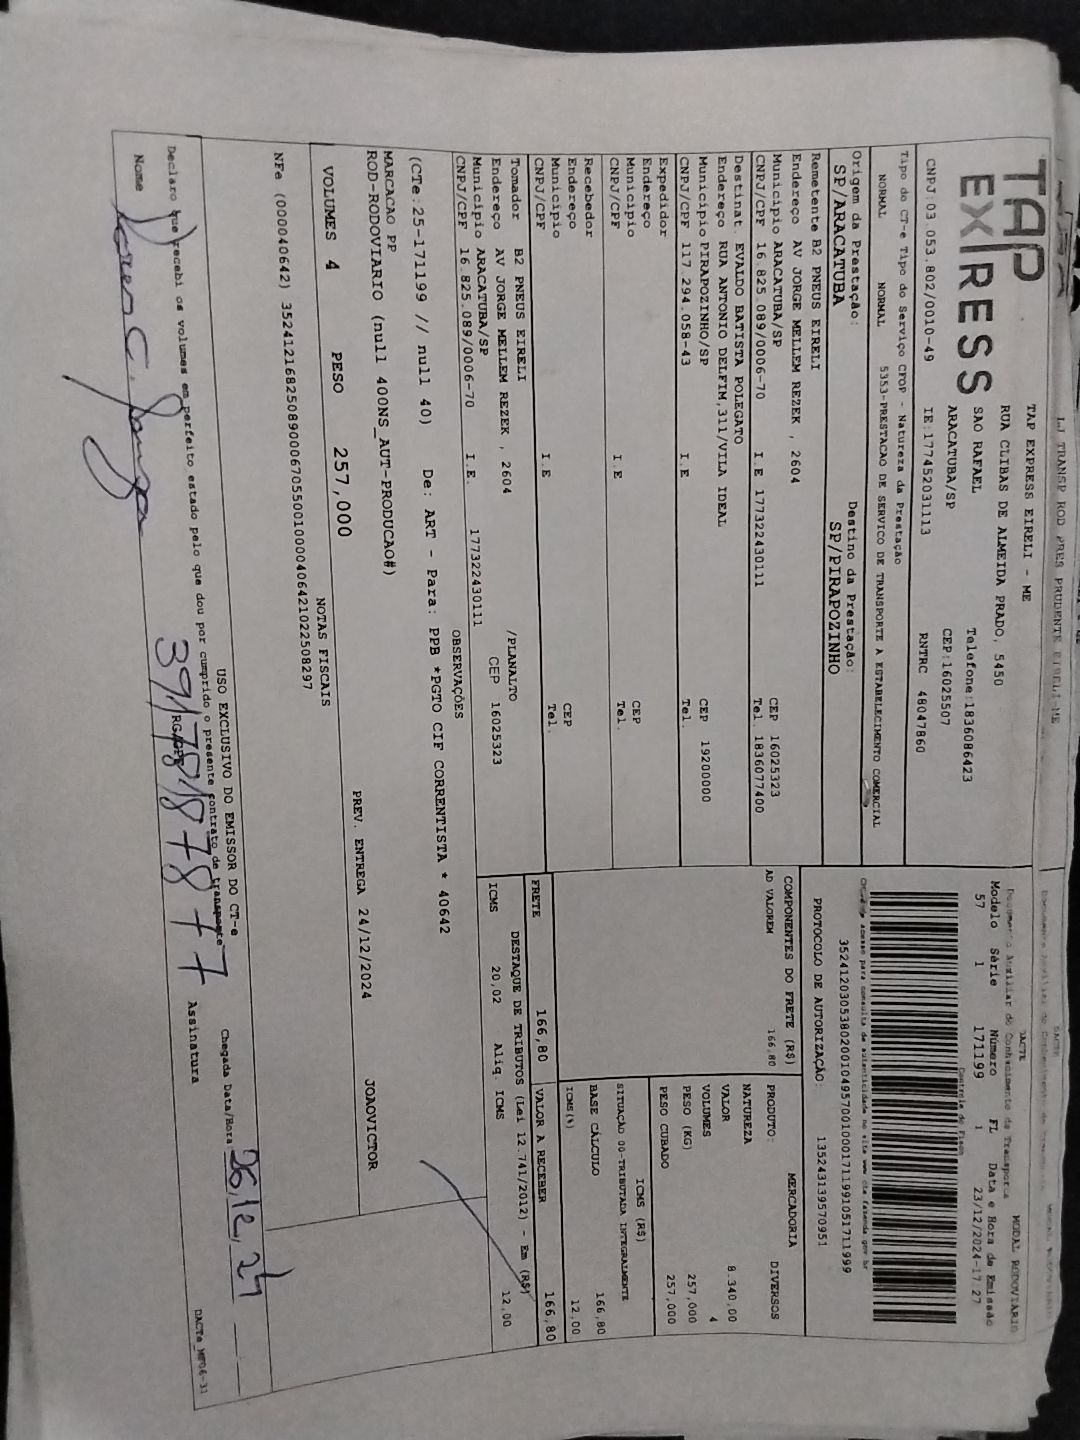 LJ TRANSP ROD PRES PRUDENTE EIRELI-ME
TAP EXPRESS
TAP EXPRESS EIRELI - ME
RUA CLIBAS DE ALMEIDA PRADO, 5450
SAO RAFAEL Telefone:1836086423
ARACATUBA/SP CEP:16025507
CNPJ:03.053.802/0010-49 IE:177452031113 RNTRC 48047860
Tipo do CT-e Tipo do Serviço CFOP - Natureza da Prestação
NORMAL NORMAL 5353-PRESTACAO DE SERVICO DE TRANSPORTE A ESTABELECIMENTO COMERCIAL
Origem da Prestação: Destino da Prestação:
SP/ARACATUBA SP/PIRAPOZINHO
Remetente B2 PNEUS EIRELI
Endereço AV JORGE MELLEM REZEK , 2604
Município ARACATUBA/SP CEP 16025323
CNPJ/CPF 16.825.089/0006-70 I.E 177322430111 Tel. 1836077400
Destinat. EVALDO BATISTA POLEGATO
Endereço RUA ANTONIO DELFIM,311/VILA IDEAL
Município PIRAPOZINHO/SP CEP 19200000
CNPJ/CPF 117.294.058-43 I.E Tel.
Expedidor
Endereço
Município CEP
CNPJ/CPF I.E Tel.
Recebedor
Endereço
Município CEP
CNPJ/CPF I.E Tel.
Tomador B2 PNEUS EIRELI
Endereço AV JORGE MELLEM REZEK , 2604 /PLANALTO
Município ARACATUBA/SP CEP 16025323
CNPJ/CPF 16.825.089/0006-70 I.E. 177322430111
DACTE MODAL RODOVIARIO
Documento Auxiliar do Conhecimento de Transporte
Modelo Série Número FL Data e Hora de Emissão
57 1 171199 1 23/12/2024-17:27
Controle do Fisco
35241203053802001049570010001711991051711999
PROTOCOLO DE AUTORIZAÇÃO: 135243139570951
COMPONENTES DO FRETE (R$)
AD VALOREM 166,80
MERCADORIA
PRODUTO: DIVERSOS
NATUREZA
VALOR 8.340,00
VOLUMES 4
PESO (KG) 257,000
PESO CUBADO 257,000
ICMS (R$)
SITUAÇÃO 00-TRIBUTADA INTEGRALMENTE
BASE CÁLCULO 166,80
ICMS(%) 12,00
FRETE 166,80 VALOR A RECEBER 166,80
DESTAQUE DE TRIBUTOS (Lei 12.741/2012) - Em (R$)
ICMS 20,02 Aliq. ICMS 12,00
OBSERVAÇÕES
(CTe:25-171199 // null 40) De: ART - Para: PPB *PGTO CIF CORRENTISTA * 40642
MARCACAO PP
ROD-RODOVIARIO (null 400NS_AUT-PRODUCAO#)
VOLUMES 4 PESO 257,000 PREV. ENTREGA 24/12/2024 JOAOVICTOR
NOTAS FISCAIS
NFe (000040642) 35241216825089000670550010000406421022508297
USO EXCLUSIVO DO EMISSOR DO CT-e
Declaro que recebi os volumes em perfeito estado pelo que dou por cumprido o presente contrato de transporte
Chegada Data/Hora 26,12,24
Nome RG/CPF Assinatura
DACTe_MF06-31